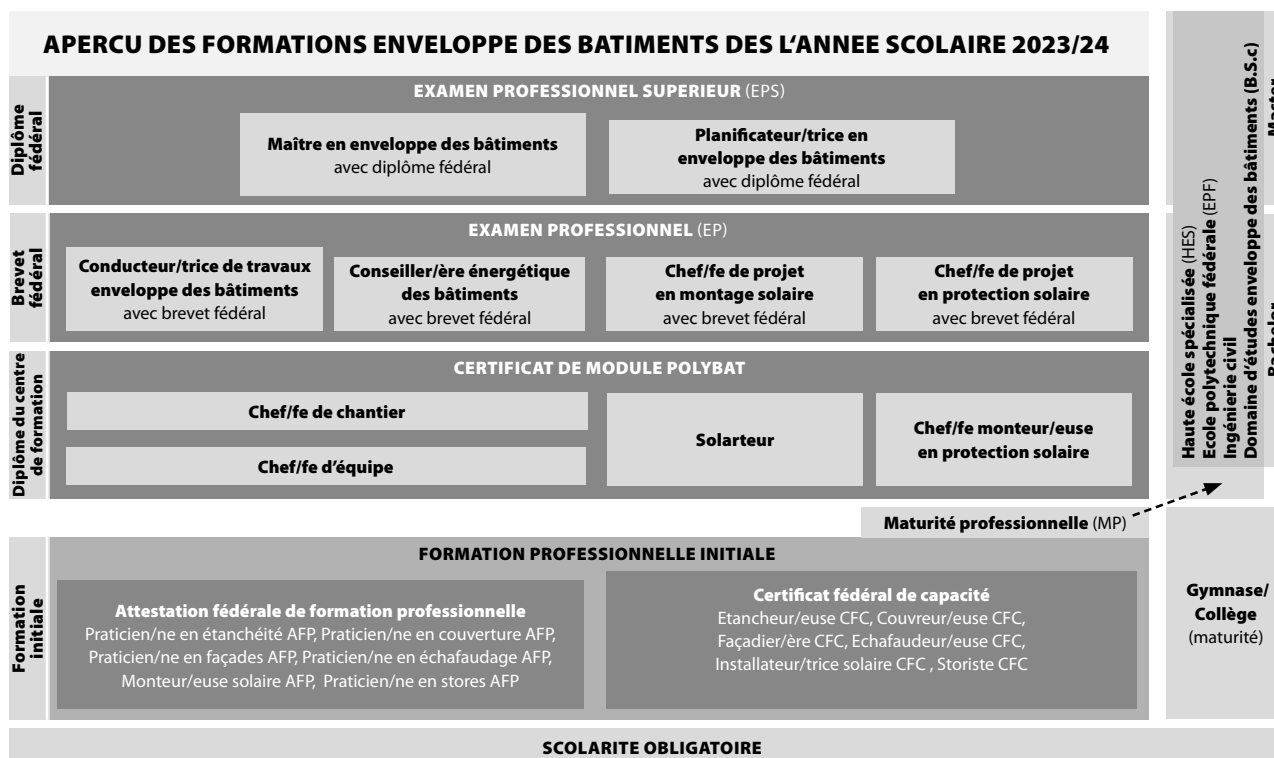 APERCU DES FORMATIONS ENVELOPPE DES BATIMENTS DES L‘ANNEE SCOLAIRE 2023/24
Diplôme
fédéral
EXAMEN PROFESSIONNEL SUPERIEUR (EPS)
Maître en enveloppe des bâtiments
avec diplôme fédéral
Planificateur/trice en
enveloppe des bâtiments
avec diplôme fédéral
Brevet
fédéral
EXAMEN PROFESSIONNEL (EP)
Conducteur/trice de travaux
enveloppe des bâtiments
avec brevet fédéral
Conseiller/ère énergétique
des bâtiments
avec brevet fédéral
Chef/fe de projet
en montage solaire
avec brevet fédéral
Chef/fe de projet
en protection solaire
avec brevet fédéral
Diplôme du centre
de formation
CERTIFICAT DE MODULE POLYBAT
Chef/fe de chantier
Chef/fe d’équipe
Solarteur
Chef/fe monteur/euse
en protection solaire
Maturité professionnelle (MP)
Formation
initiale
FORMATION PROFESSIONNELLE INITIALE
Attestation fédérale de formation professionnelle
Praticien/ne en étanchéité AFP, Praticien/ne en couverture AFP,
Praticien/ne en façades AFP, Praticien/ne en échafaudage AFP,
Monteur/euse solaire AFP, Praticien/ne en stores AFP
Certificat fédéral de capacité
Etancheur/euse CFC, Couvreur/euse CFC,
Façadier/ère CFC, Echafaudeur/euse CFC,
Installateur/trice solaire CFC , Storiste CFC
Haute école spécialisée (HES)
Ecole polytechnique fédérale (EPF)
Ingénierie civil
Domaine d’études enveloppe des bâtiments (B.S.c)
Master
Bachelor
Gymnase/
Collège
(maturité)
SCOLARITE OBLIGATOIRE